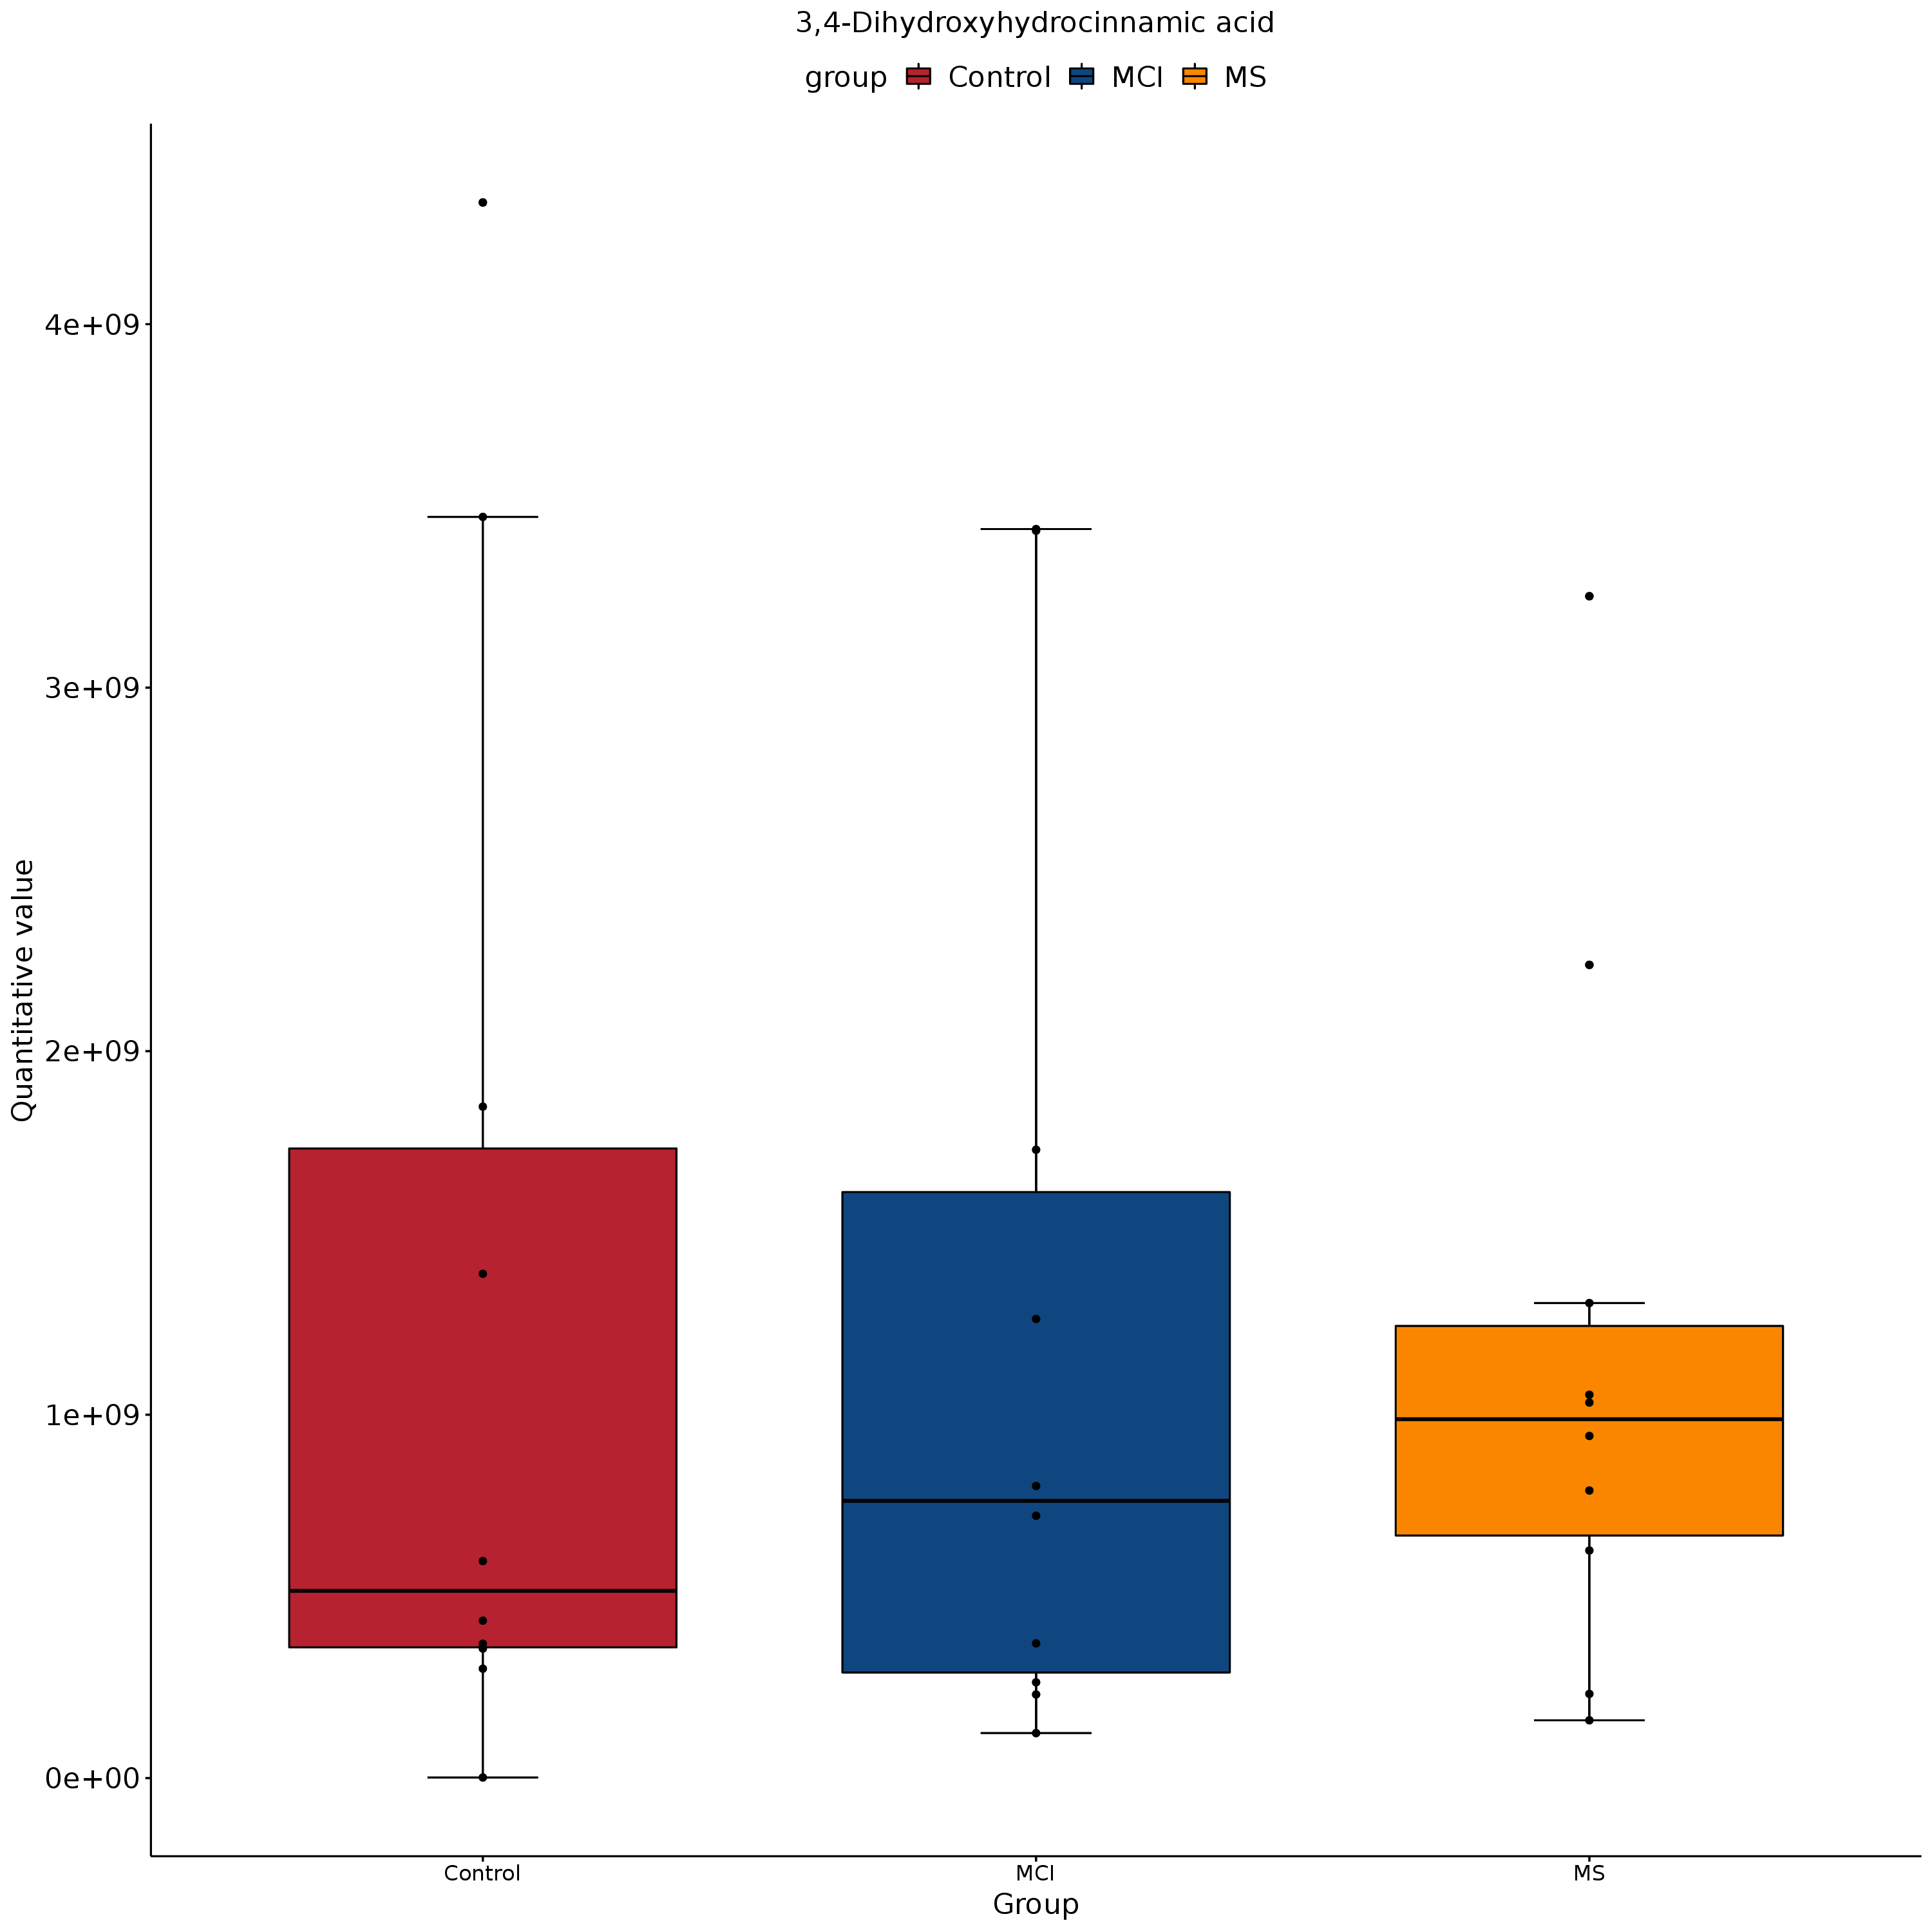 3,4-Dihydroxyhydrocinnamic acid
group Control MCI MS
Quantitative value
4e+09
3e+09
2e+09
1e+09
0e+00
Control MCI MS
Group